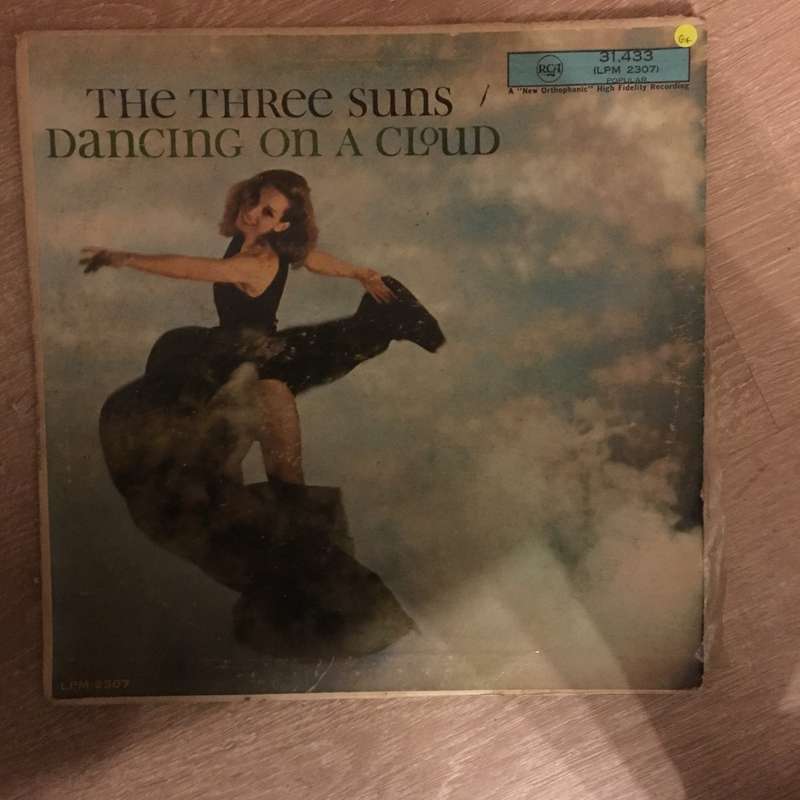 G+
31,433
RCA
(LPM 2307)
POPULAR
A "New Orthophonic" High Fidelity Recording
THE THREE SUNS /
DANCING ON A CLOUD
LPM-2307